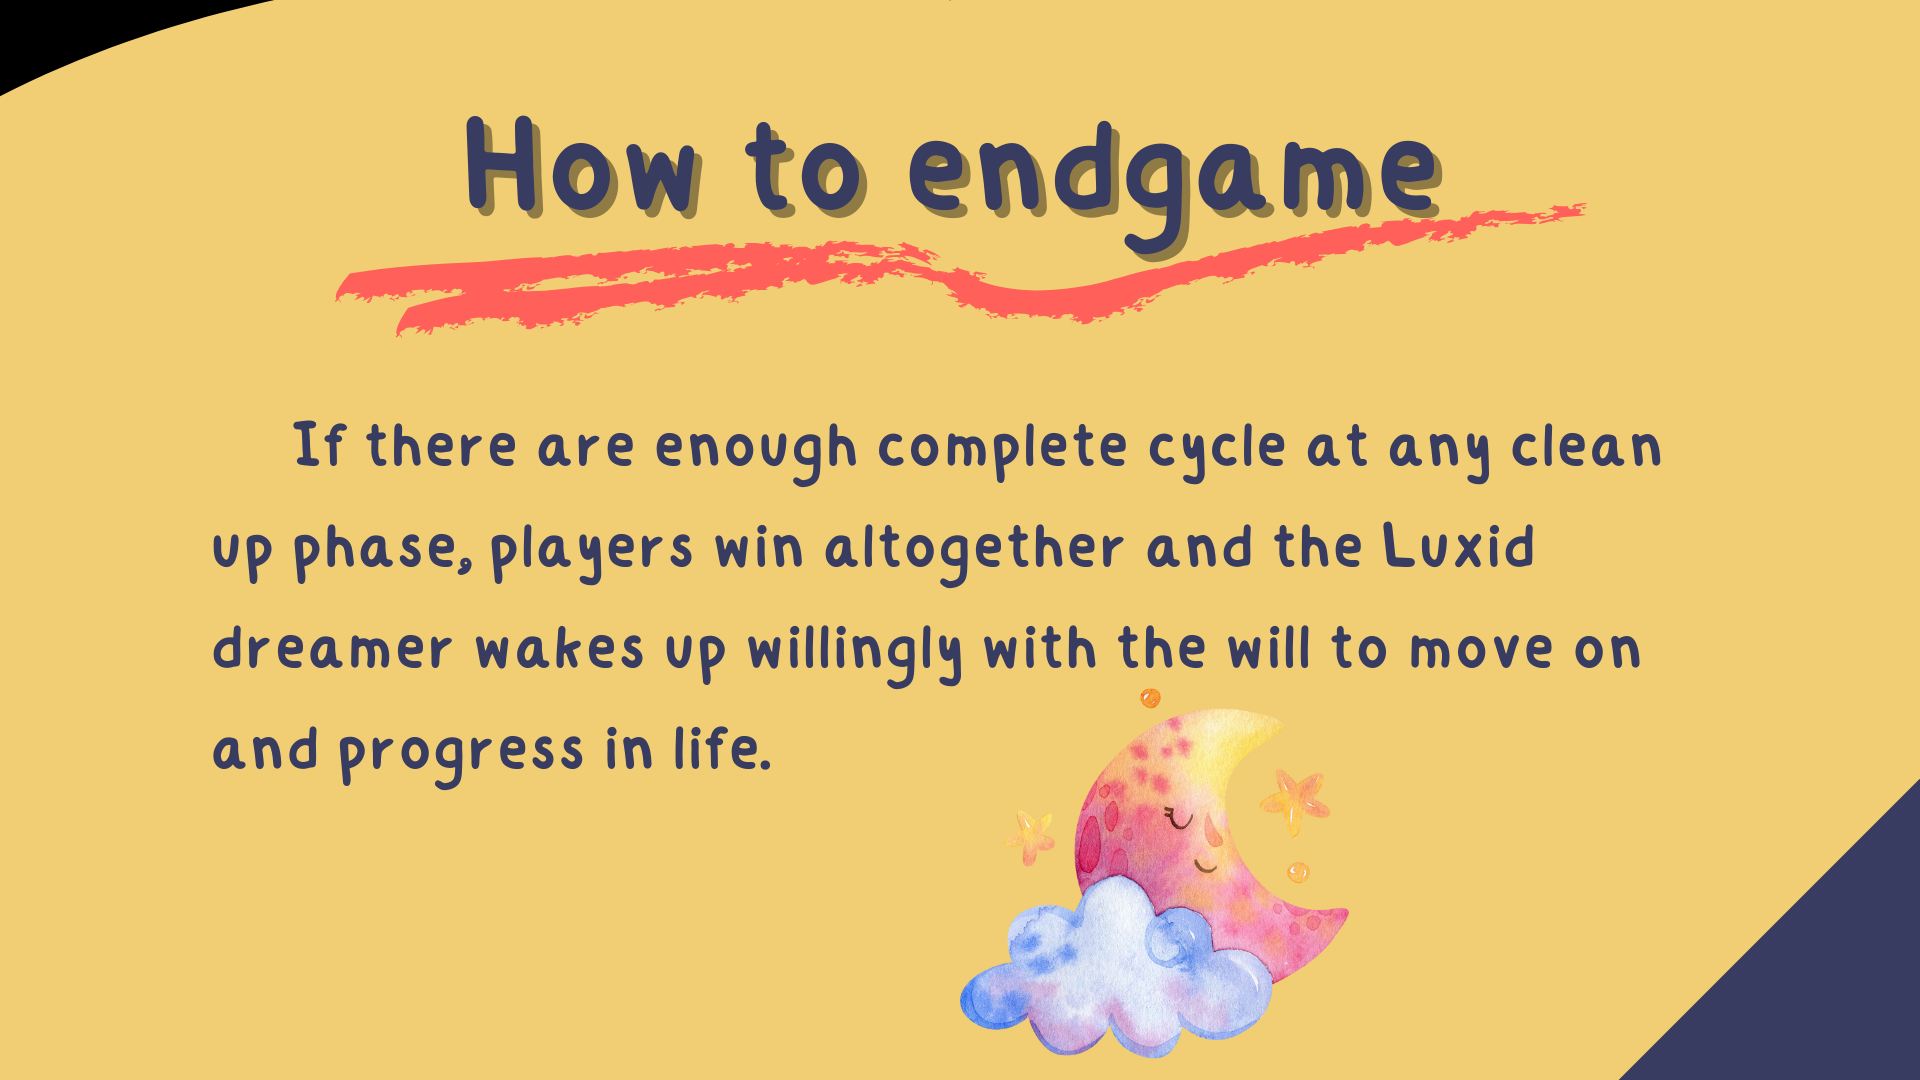 How to endgame
If there are enough complete cycle at any clean
up phase, players win altogether and the Luxid
dreamer wakes up willingly with the will to move on
and progress in life.